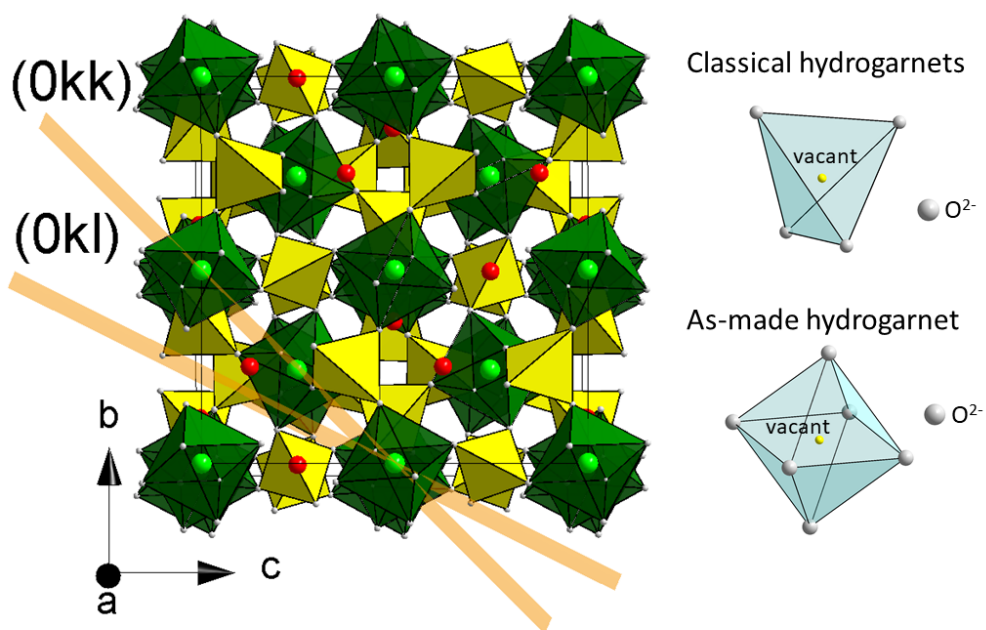 (0kk)
(0kl)
b
c
a
Classical hydrogarnets
vacant
O²⁻
As-made hydrogarnet
vacant
O²⁻